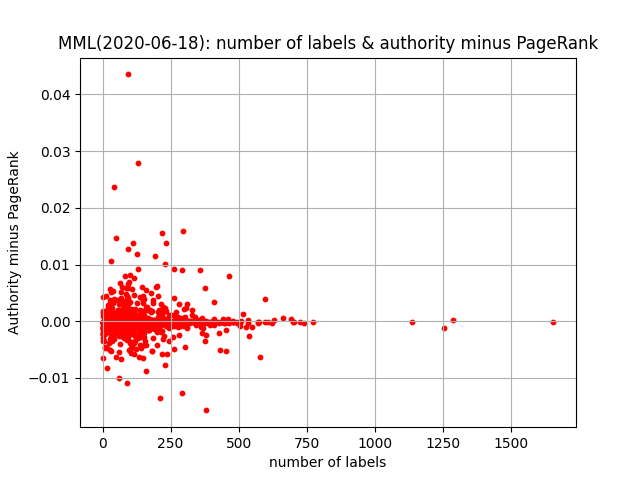 MML(2020-06-18): number of labels & authority minus PageRank
Authority minus PageRank
0.04
0.03
0.02
0.01
0.00
−0.01
0 250 500 750 1000 1250 1500
number of labels